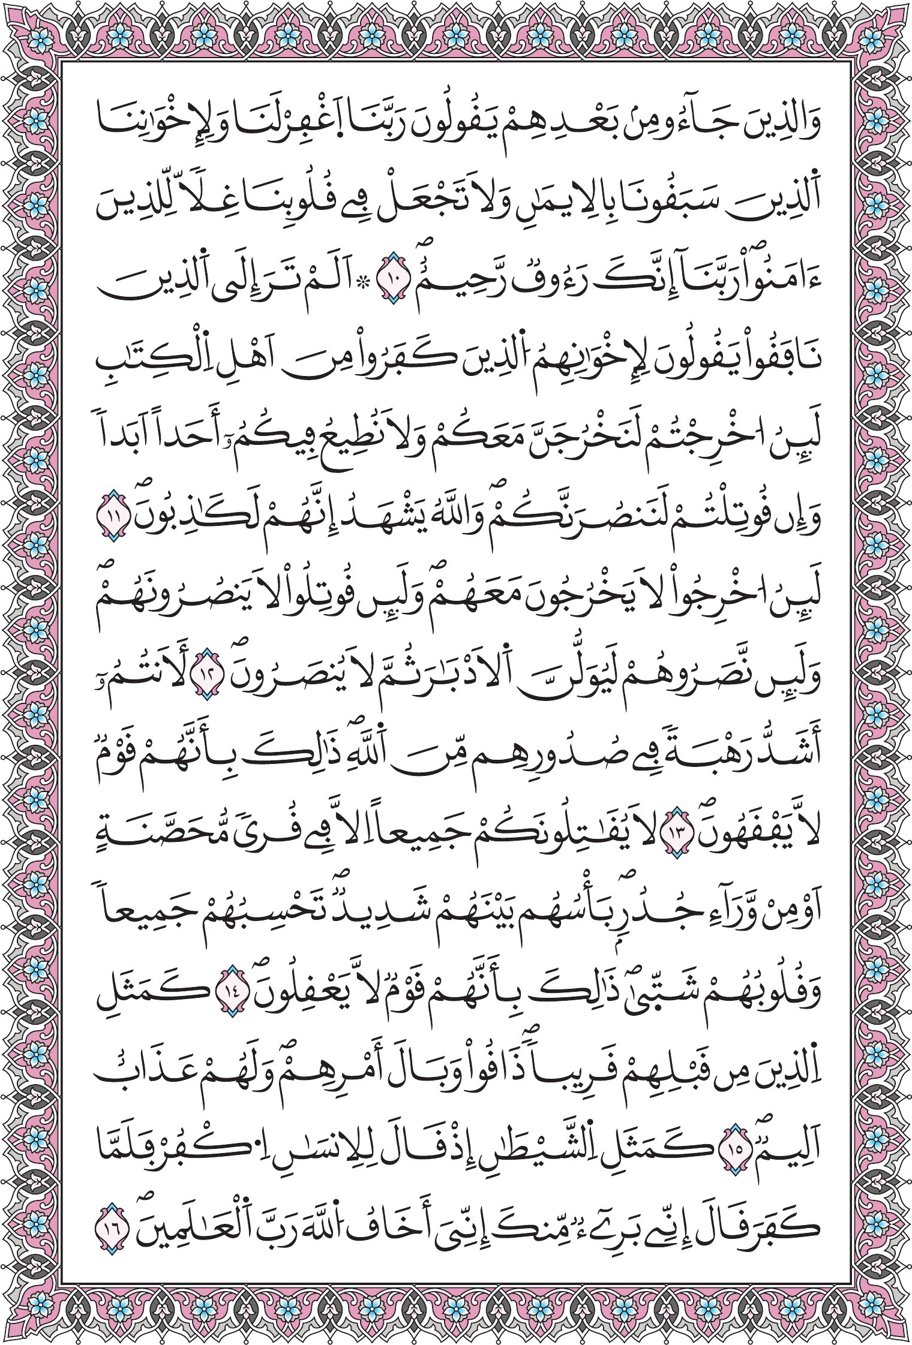 وَالذِينَ جَآءُو مِنۢ بَعْدِهِمْ يَقُولُونَ رَبَّنَا اَ۪غْفِرْ لَنَا وَلِإِخْوَٰنِنَا
اَ۬لذِينَ سَبَقُونَا بِالِايمَٰنِ وَلَا تَجْعَلْ فِے قُلُوبِنَا غِلّاٗ لِّلذِينَ
ءَامَنُواْۖ رَبَّنَآ إِنَّكَ رَءُوفٞ رَّحِيمٌۖ ١٠ ۞ اَلَمْ تَرَ إِلَى اَ۬لذِينَ
نَافَقُواْ يَقُولُونَ لِإِخْوَٰنِهِمُ اُ۬لذِينَ كَفَرُواْ مِنَ اَهْلِ اِ۬لْكِتَٰبِ
لَئِنُ ا۟خْرِجْتُمْ لَنَخْرُجَنَّ مَعَكُمْ وَلَا نُطِيعُ فِيكُمُۥٓ أَحَداً اَبَداٗ
وَإِن قُوتِلْتُمْ لَنَنصُرَنَّكُمْۖ وَاللَّهُ يَشْهَدُ إِنَّهُمْ لَكَٰذِبُونَۖ ١١
لَئِنُ ا۟خْرِجُواْ لَا يَخْرُجُونَ مَعَهُمْۖ وَلَئِن قُوتِلُواْ لَا يَنصُرُونَهُمْۖ
وَلَئِن نَّصَرُوهُمْ لَيُوَلُّنَّ اَ۬لَادْبَٰرَ ثُمَّ لَا يُنصَرُونَۖ ١٢ لَأَنتُمُۥٓ
أَشَدُّ رَهْبَةٗ فِے صُدُورِهِم مِّنَ اَ۬للَّهِۖ ذَٰلِكَ بِأَنَّهُمْ قَوْمٞ
لَّا يَفْقَهُونَۖ ١٣ لَا يُقَٰتِلُونَكُمْ جَمِيعاً اِلَّا فِے قُرىٗ مُّحَصَّنَةٍ
اَوْ مِنْ وَّرَآءِ جُدُرِۢۖ بَأْسُهُم بَيْنَهُمْ شَدِيدٞۖ تَحْسِبُهُمْ جَمِيعاٗ
وَقُلُوبُهُمْ شَتّ۪ىٰۖ ذَٰلِكَ بِأَنَّهُمْ قَوْمٞ لَّا يَعْقِلُونَۖ ١٤ كَمَثَلِ
اِ۬لذِينَ مِن قَبْلِهِمْ قَرِيباٗۖ ذَاقُواْ وَبَالَ أَمْرِهِمْۖ وَلَهُمْ عَذَابٌ
اَلِيمٞۖ ١٥ كَمَثَلِ اِ۬لشَّيْطَٰنِ إِذْ قَالَ لِلِانسَٰنِ اِ۟كْفُرْ فَلَمَّا
كَفَرَ قَالَ إِنِّے بَرِےٓءٞ مِّنكَ إِنِّيَ أَخَافُ اُ۬للَّهَ رَبَّ اَ۬لْعَٰلَمِينَۖ ١٦